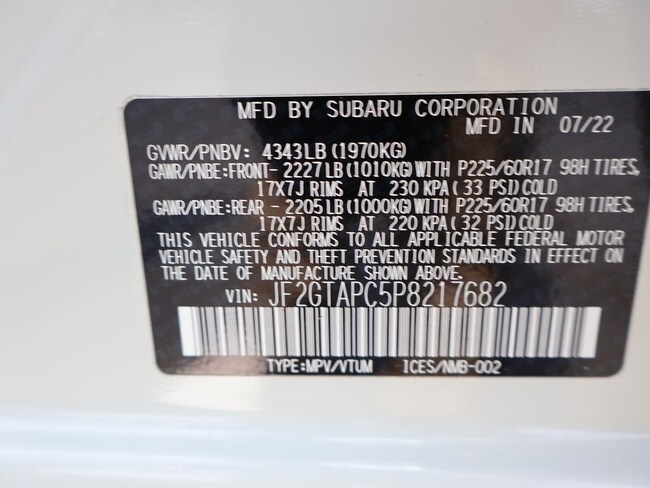 MFD BY SUBARU CORPORATION
MFD IN 07/22
GVWR/PNBV: 4343LB (1970KG)
GAWR/PNBE:FRONT- 2227LB (1010KG) WITH P225/60R17 98H TIRES,
17X7J RIMS AT 230 KPA( 33 PSI) COLD
GAWR/PNBE:REAR - 2205LB (1000KG) WITH P225/60R17 98H TIRES,
17X7J RIMS AT 220 KPA( 32 PSI) COLD
THIS VEHICLE CONFORMS TO ALL APPLICABLE FEDERAL MOTOR
VEHICLE SAFETY AND THEFT PREVENTION STANDARDS IN EFFECT ON
THE DATE OF MANUFACTURE SHOWN ABOVE.
VIN: JF2GTAPC5P8217682
TYPE:MPV/VTUM ICES/NMB-002